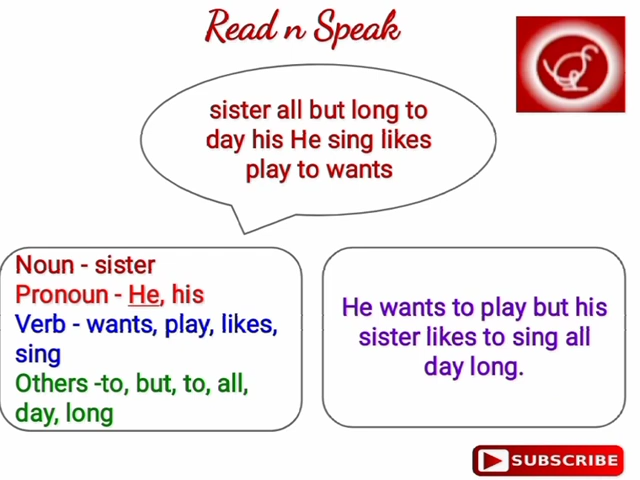 Read n Speak
sister all but long to
day his He sing likes
play to wants
Noun - sister
Pronoun - He, his
Verb - wants, play, likes,
sing
Others -to, but, to, all,
day, long
He wants to play but his
sister likes to sing all
day long.
SUBSCRIBE